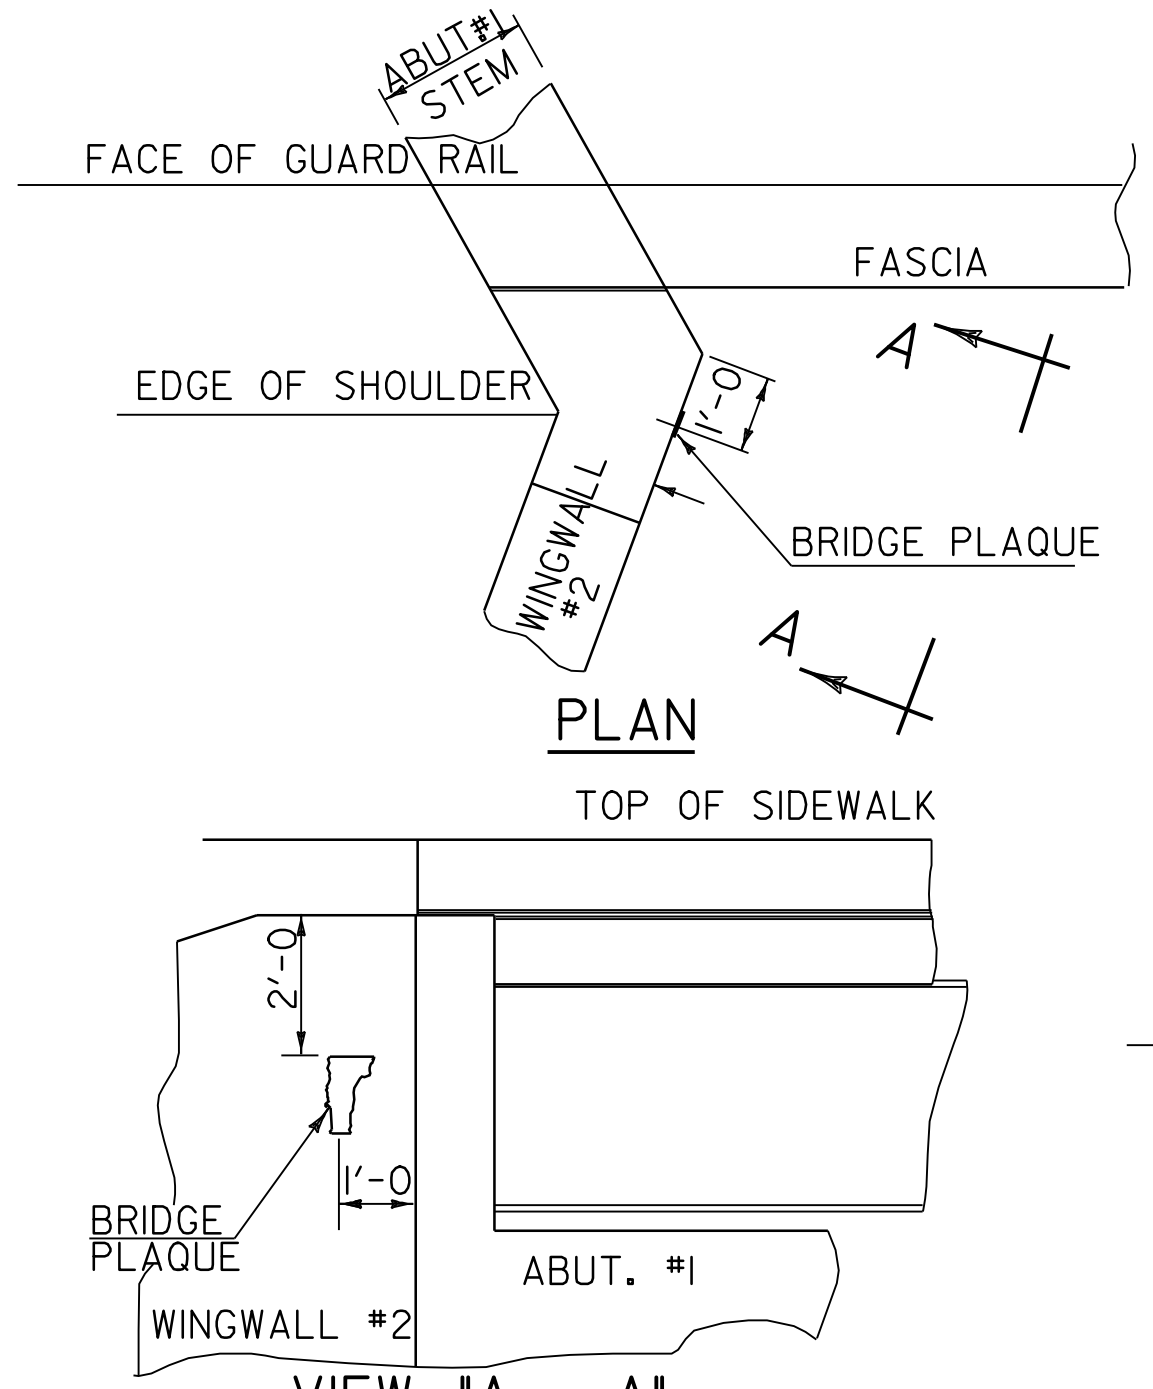 ABUT.#1
STEM
FACE OF GUARD RAIL
FASCIA
A
EDGE OF SHOULDER
1'-0
WINGWALL
#2
BRIDGE PLAQUE
A
PLAN
TOP OF SIDEWALK
2'-0
1'-0
BRIDGE
PLAQUE
ABUT. #1
WINGWALL #2
VIEW "A - A"